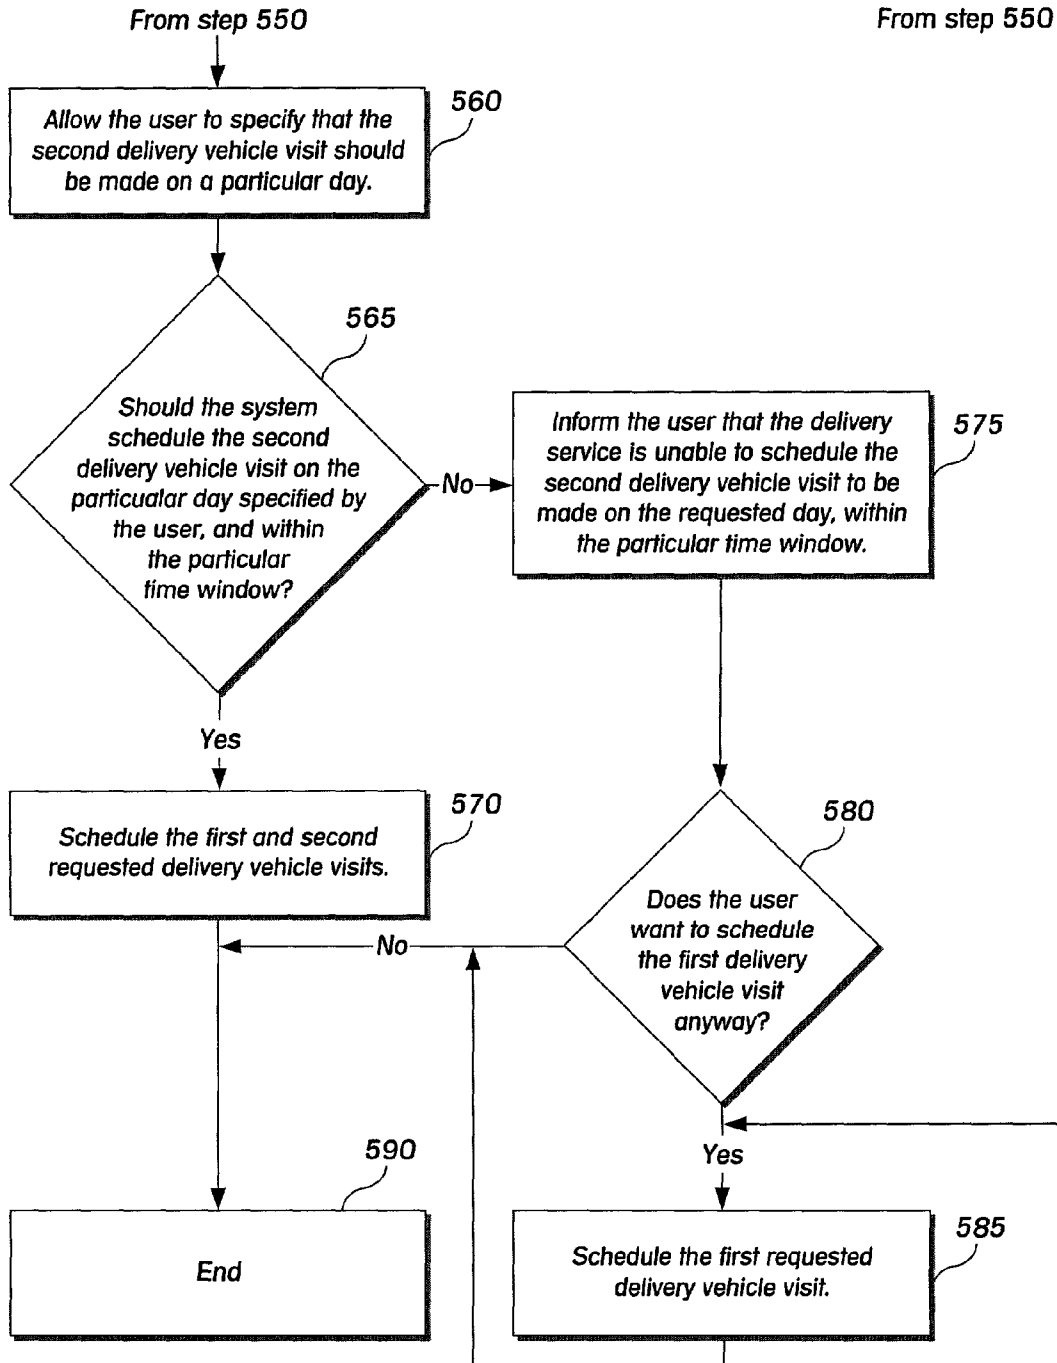 From step 550
From step 550
560
Allow the user to specify that the
second delivery vehicle visit should
be made on a particular day.
565
Should the system
schedule the second
delivery vehicle visit on the
particualar day specified by
the user, and within
the particular
time window?
No
Inform the user that the delivery
service is unable to schedule the
second delivery vehicle visit to be
made on the requested day, within
the particular time window.
575
Yes
570
Schedule the first and second
requested delivery vehicle visits.
580
Does the user
want to schedule
the first delivery
vehicle visit
anyway?
No
Yes
590
End
585
Schedule the first requested
delivery vehicle visit.